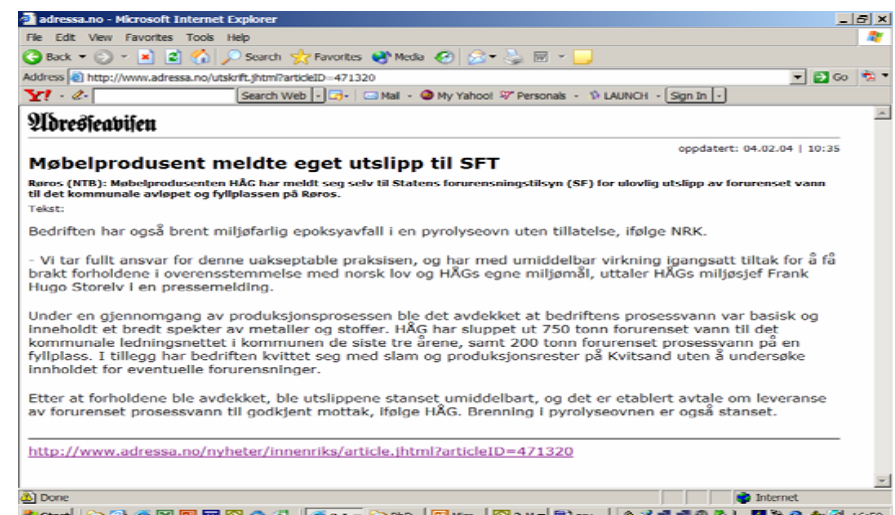 adressa.no - Microsoft Internet Explorer
File Edit View Favorites Tools Help
Back Search Favorites Media
Address http://www.adressa.no/utskrift.jhtml?articleID=471320 Go
Y! Search Web Mail My Yahoo! Personals LAUNCH Sign In
Adresseavisen
oppdatert: 04.02.04 | 10:35
Møbelprodusent meldte eget utslipp til SFT
Røros (NTB): Møbelprodusenten HÅG har meldt seg selv til Statens forurensningstilsyn (SF) for ulovlig utslipp av forurenset vann
til det kommunale avløpet og fyllplassen på Røros.
Tekst:
Bedriften har også brent miljøfarlig epoksyavfall i en pyrolyseovn uten tillatelse, ifølge NRK.
- Vi tar fullt ansvar for denne uakseptable praksisen, og har med umiddelbar virkning igangsatt tiltak for å få
brakt forholdene i overensstemmelse med norsk lov og HÅGs egne miljømål, uttaler HÅGs miljøsjef Frank
Hugo Storelv i en pressemelding.
Under en gjennomgang av produksjonsprosessen ble det avdekket at bedriftens prosessvann var basisk og
inneholdt et bredt spekter av metaller og stoffer. HÅG har sluppet ut 750 tonn forurenset vann til det
kommunale ledningsnettet i kommunen de siste tre årene, samt 200 tonn forurenset prosessvann på en
fyllplass. I tillegg har bedriften kvittet seg med slam og produksjonsrester på Kvitsand uten å undersøke
innholdet for eventuelle forurensninger.
Etter at forholdene ble avdekket, ble utslippene stanset umiddelbart, og det er etablert avtale om leveranse
av forurenset prosessvann til godkjent mottak, ifølge HÅG. Brenning i pyrolyseovnen er også stanset.
http://www.adressa.no/nyheter/innenriks/article.jhtml?articleID=471320
Done Internet